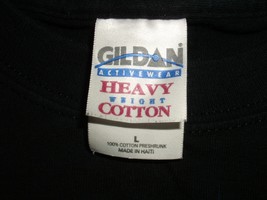 GILDAN
ACTIVEWEAR
HEAVY
WEIGHT
COTTON
L
100% COTTON PRESHRUNK
MADE IN HAITI